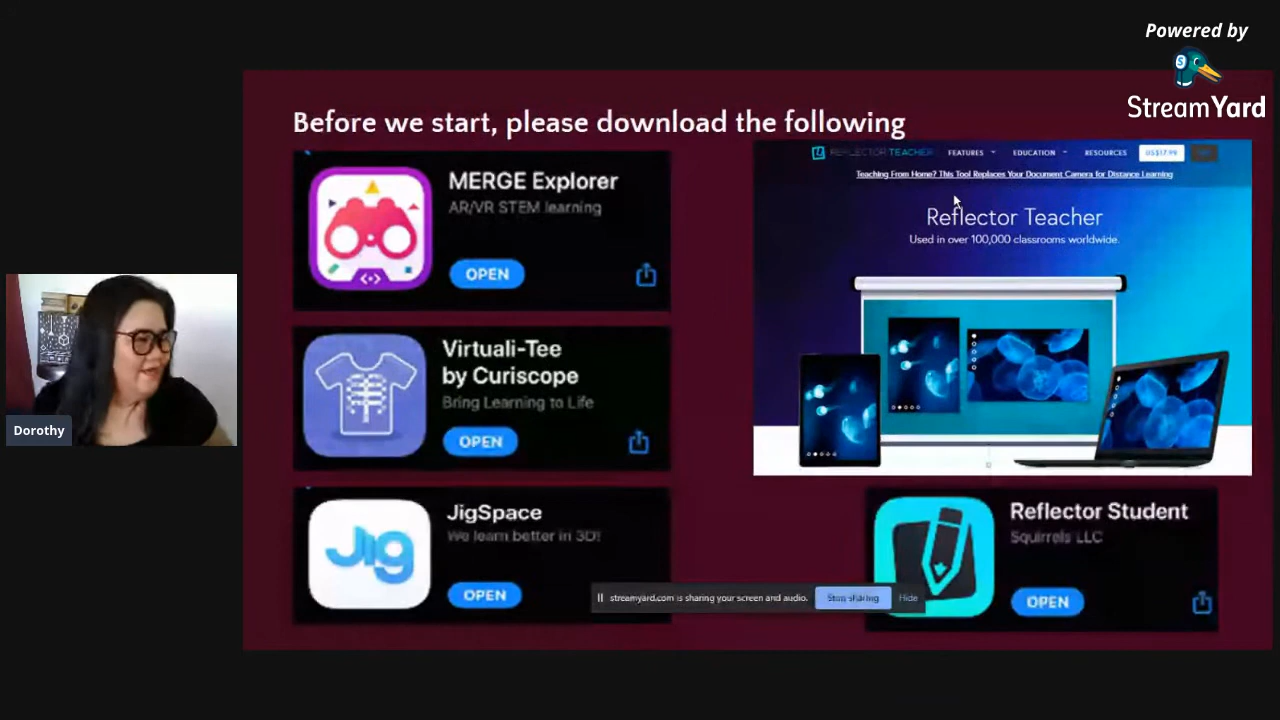 Powered by
StreamYard
Before we start, please download the following
MERGE Explorer
AR/VR STEM learning
OPEN
Virtuali-Tee
by Curiscope
Bring Learning to Life
OPEN
JigSpace
We learn better in 3D!
OPEN
Jig
REFLECTOR TEACHER
FEATURES
EDUCATION
RESOURCES
US$17.99
Teaching From Home? This Tool Replaces Your Document Camera for Distance Learning
Reflector Teacher
Used in over 100,000 classrooms worldwide.
Reflector Student
Squirrels LLC
OPEN
streamyard.com is sharing your screen and audio.
Stop sharing
Hide
Dorothy